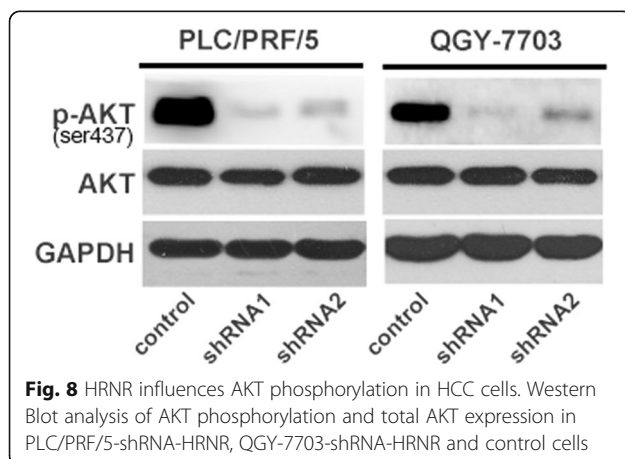 PLC/PRF/5 QGY-7703
p-AKT
(ser437)
AKT
GAPDH
control shRNA1 shRNA2 control shRNA1 shRNA2
Fig. 8 HRNR influences AKT phosphorylation in HCC cells. Western
Blot analysis of AKT phosphorylation and total AKT expression in
PLC/PRF/5-shRNA-HRNR, QGY-7703-shRNA-HRNR and control cells